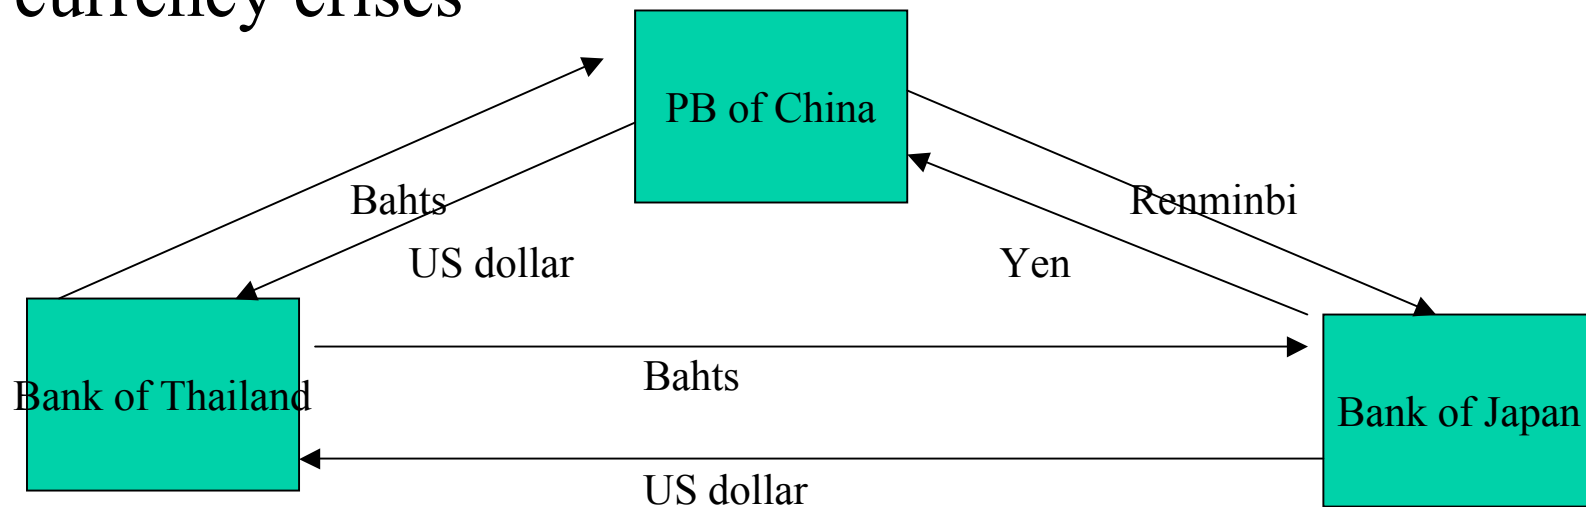 currency crises
PB of China
Bahts
Renminbi
US dollar
Yen
Bahts
Bank of Thailand
Bank of Japan
US dollar